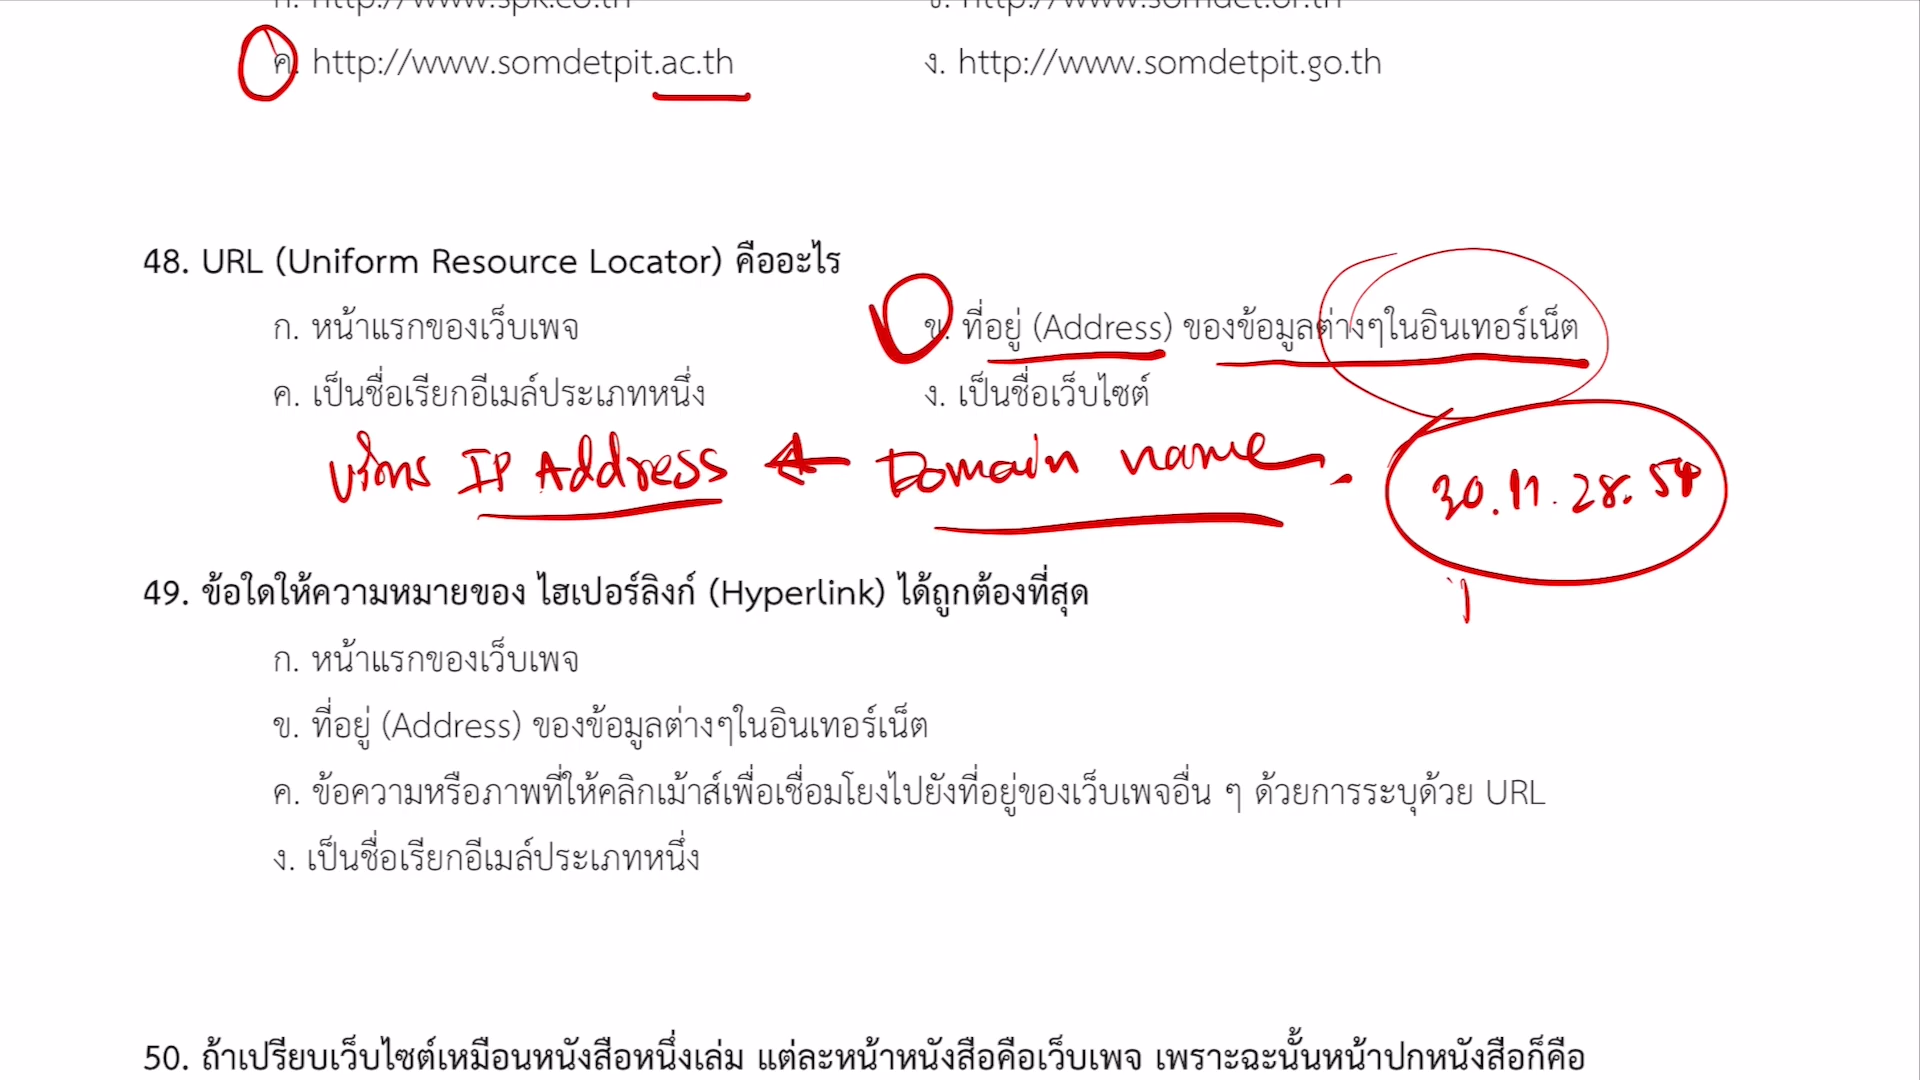 ก. http://www.spk.co.th ข. http://www.somdet.or.th
ค. http://www.somdetpit.ac.th ง. http://www.somdetpit.go.th
48. URL (Uniform Resource Locator) คืออะไร
ก. หน้าแรกของเว็บเพจ ข. ที่อยู่ (Address) ของข้อมูลต่างๆในอินเทอร์เน็ต
ค. เป็นชื่อเรียกอีเมล์ประเภทหนึ่ง ง. เป็นชื่อเว็บไซต์
IP Address ← Domain name. 30.11.28.54
49. ข้อใดให้ความหมายของ ไฮเปอร์ลิงก์ (Hyperlink) ได้ถูกต้องที่สุด
ก. หน้าแรกของเว็บเพจ
ข. ที่อยู่ (Address) ของข้อมูลต่างๆในอินเทอร์เน็ต
ค. ข้อความหรือภาพที่ให้คลิกเม้าส์เพื่อเชื่อมโยงไปยังที่อยู่ของเว็บเพจอื่น ๆ ด้วยการระบุด้วย URL
ง. เป็นชื่อเรียกอีเมล์ประเภทหนึ่ง
50. ถ้าเปรียบเว็บไซต์เหมือนหนังสือหนึ่งเล่ม แต่ละหน้าหนังสือคือเว็บเพจ เพราะฉะนั้นหน้าปกหนังสือก็คือ